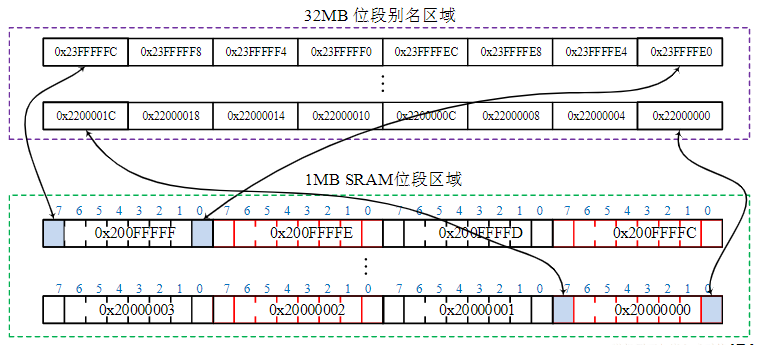 32MB 位段别名区域
0x23FFFFFC 0x23FFFFF8 0x23FFFFF4 0x23FFFFF0 0x23FFFFEC 0x23FFFFE8 0x23FFFFE4 0x23FFFFE0
0x2200001C 0x22000018 0x22000014 0x22000010 0x2200000C 0x22000008 0x22000004 0x22000000
1MB SRAM位段区域
7 6 5 4 3 2 1 0 7 6 5 4 3 2 1 0 7 6 5 4 3 2 1 0 7 6 5 4 3 2 1 0
0x200FFFFF 0x200FFFFE 0x200FFFFD 0x200FFFFC
7 6 5 4 3 2 1 0 7 6 5 4 3 2 1 0 7 6 5 4 3 2 1 0 7 6 5 4 3 2 1 0
0x20000003 0x20000002 0x20000001 0x20000000